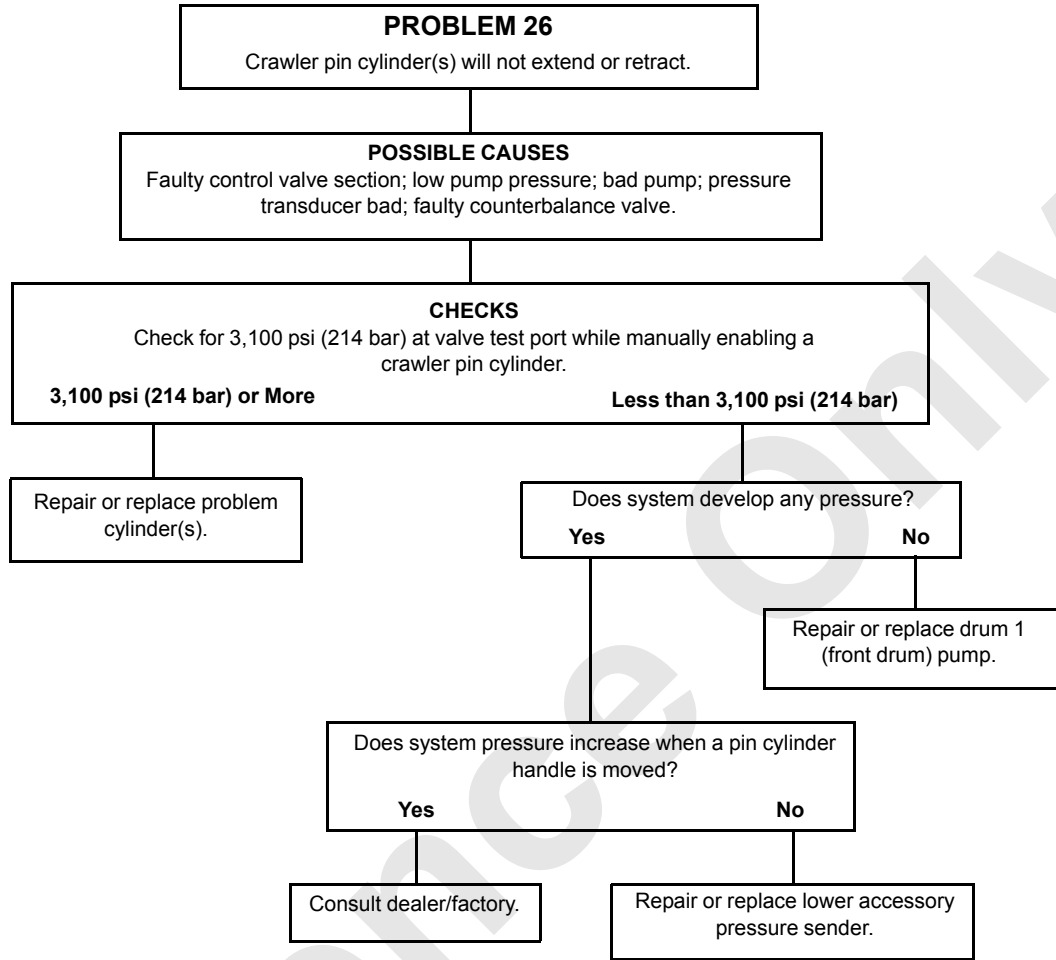 PROBLEM 26
Crawler pin cylinder(s) will not extend or retract.
POSSIBLE CAUSES
Faulty control valve section; low pump pressure; bad pump; pressure
transducer bad; faulty counterbalance valve.
CHECKS
Check for 3,100 psi (214 bar) at valve test port while manually enabling a
crawler pin cylinder.
3,100 psi (214 bar) or More
Less than 3,100 psi (214 bar)
Repair or replace problem
cylinder(s).
Does system develop any pressure?
Yes
No
Repair or replace drum 1
(front drum) pump.
Does system pressure increase when a pin cylinder
handle is moved?
Yes
No
Consult dealer/factory.
Repair or replace lower accessory
pressure sender.
ence Only